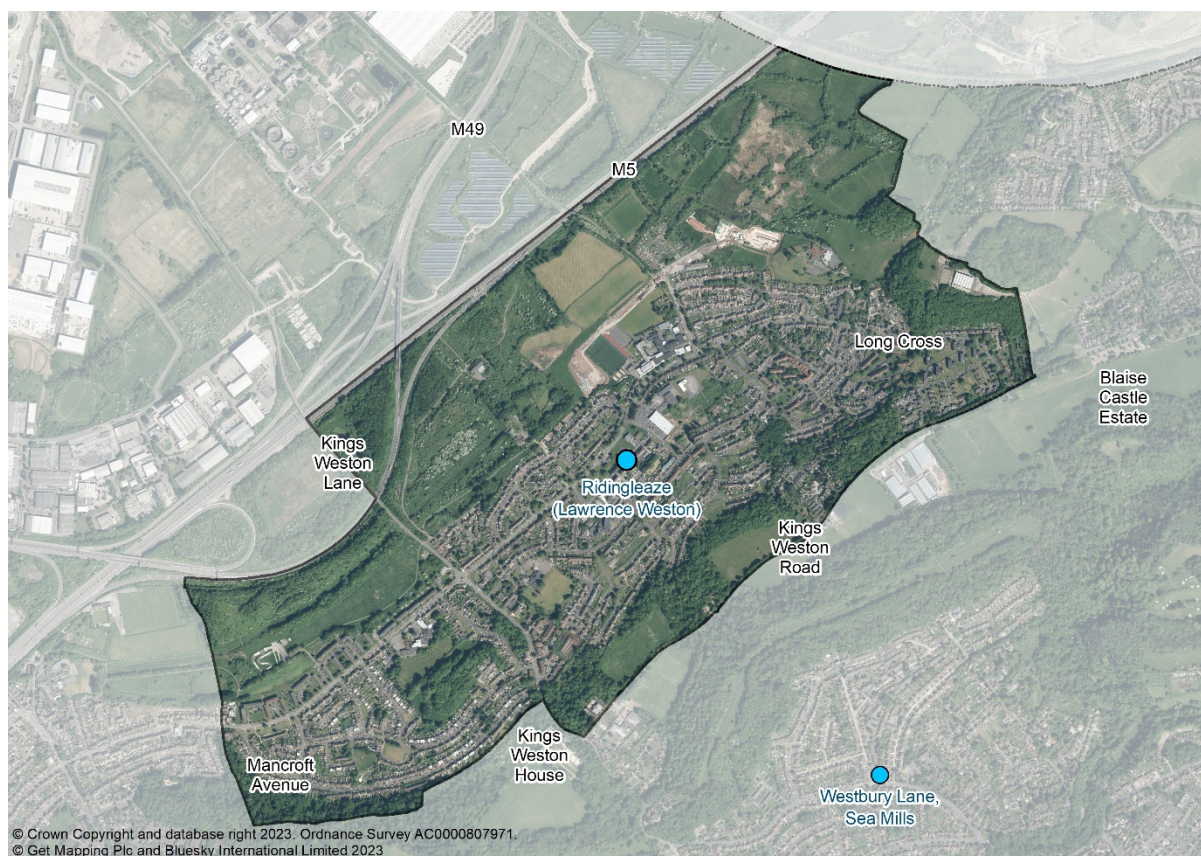 M49
M5
Long Cross
Blaise
Castle
Estate
Kings
Weston
Lane
Ridingleaze
(Lawrence Weston)
Kings
Weston
Road
Kings
Weston
House
Mancroft
Avenue
Westbury Lane,
Sea Mills
© Crown Copyright and database right 2023. Ordnance Survey AC0000807971.
© Get Mapping Plc and Bluesky International Limited 2023